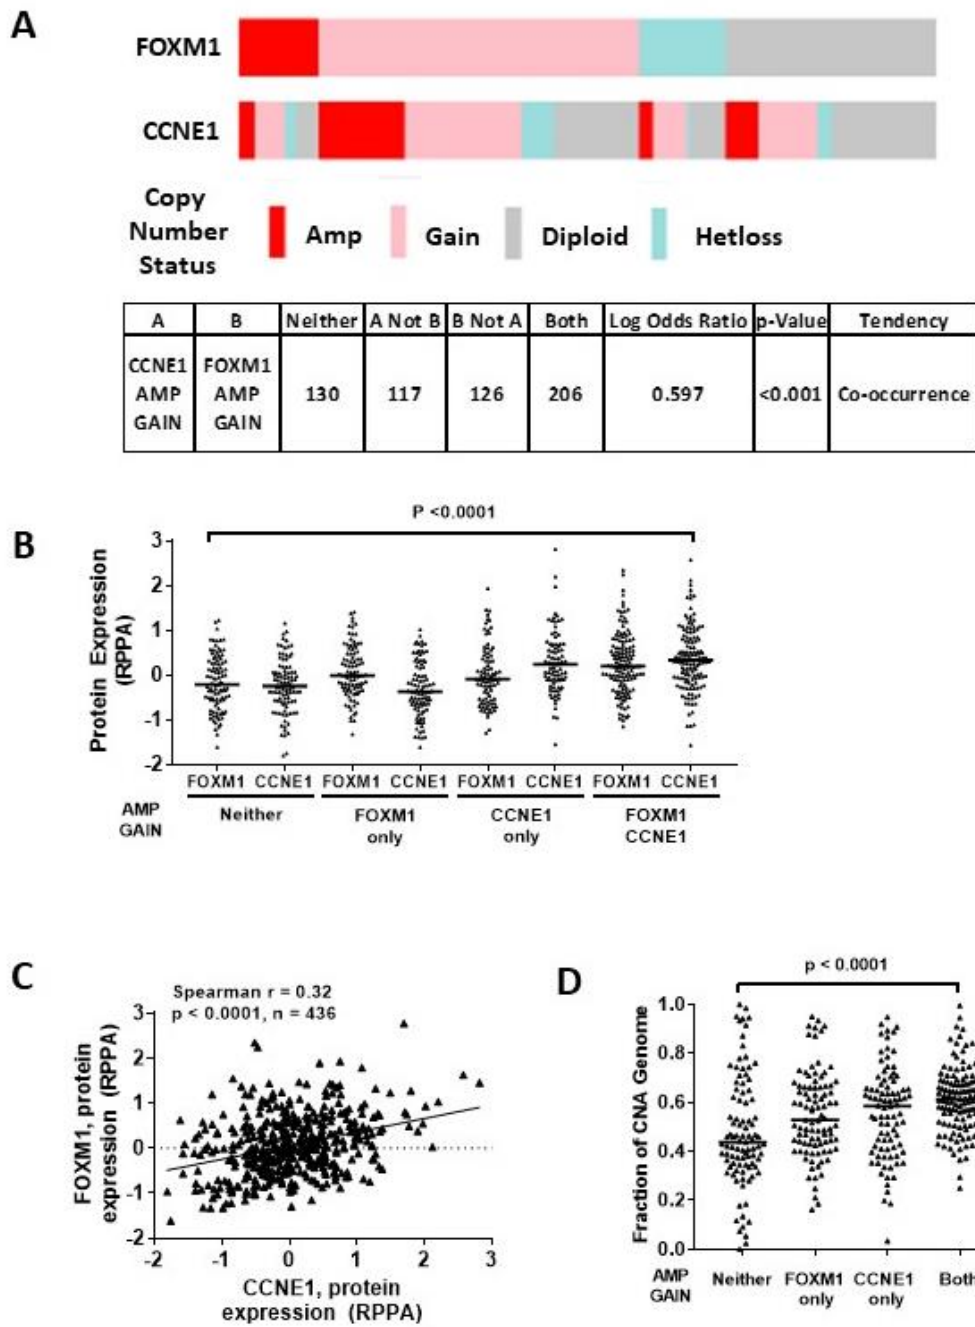 A
FOXM1
CCNE1
Copy
Number
Status
Amp
Gain
Diploid
Hetloss
A B Neither A Not B B Not A Both Log Odds Ratio p-Value Tendency
CCNE1 FOXM1
AMP AMP 130 117 126 206 0.597 <0.001 Co-occurrence
GAIN GAIN
B
P <0.0001
Protein Expression
(RPPA)
3
2
1
0
-1
-2
FOXM1 CCNE1 FOXM1 CCNE1 FOXM1 CCNE1 FOXM1 CCNE1
AMP
GAIN
Neither
FOXM1
only
CCNE1
only
FOXM1
CCNE1
C
Spearman r = 0.32
p < 0.0001, n = 436
FOXM1, protein
expression (RPPA)
3
2
1
0
-1
-2
-2 -1 0 1 2 3
CCNE1, protein
expression (RPPA)
D
p < 0.0001
Fraction of CNA Genome
1.0
0.8
0.6
0.4
0.2
0.0
AMP
GAIN
Neither
FOXM1
only
CCNE1
only
Both